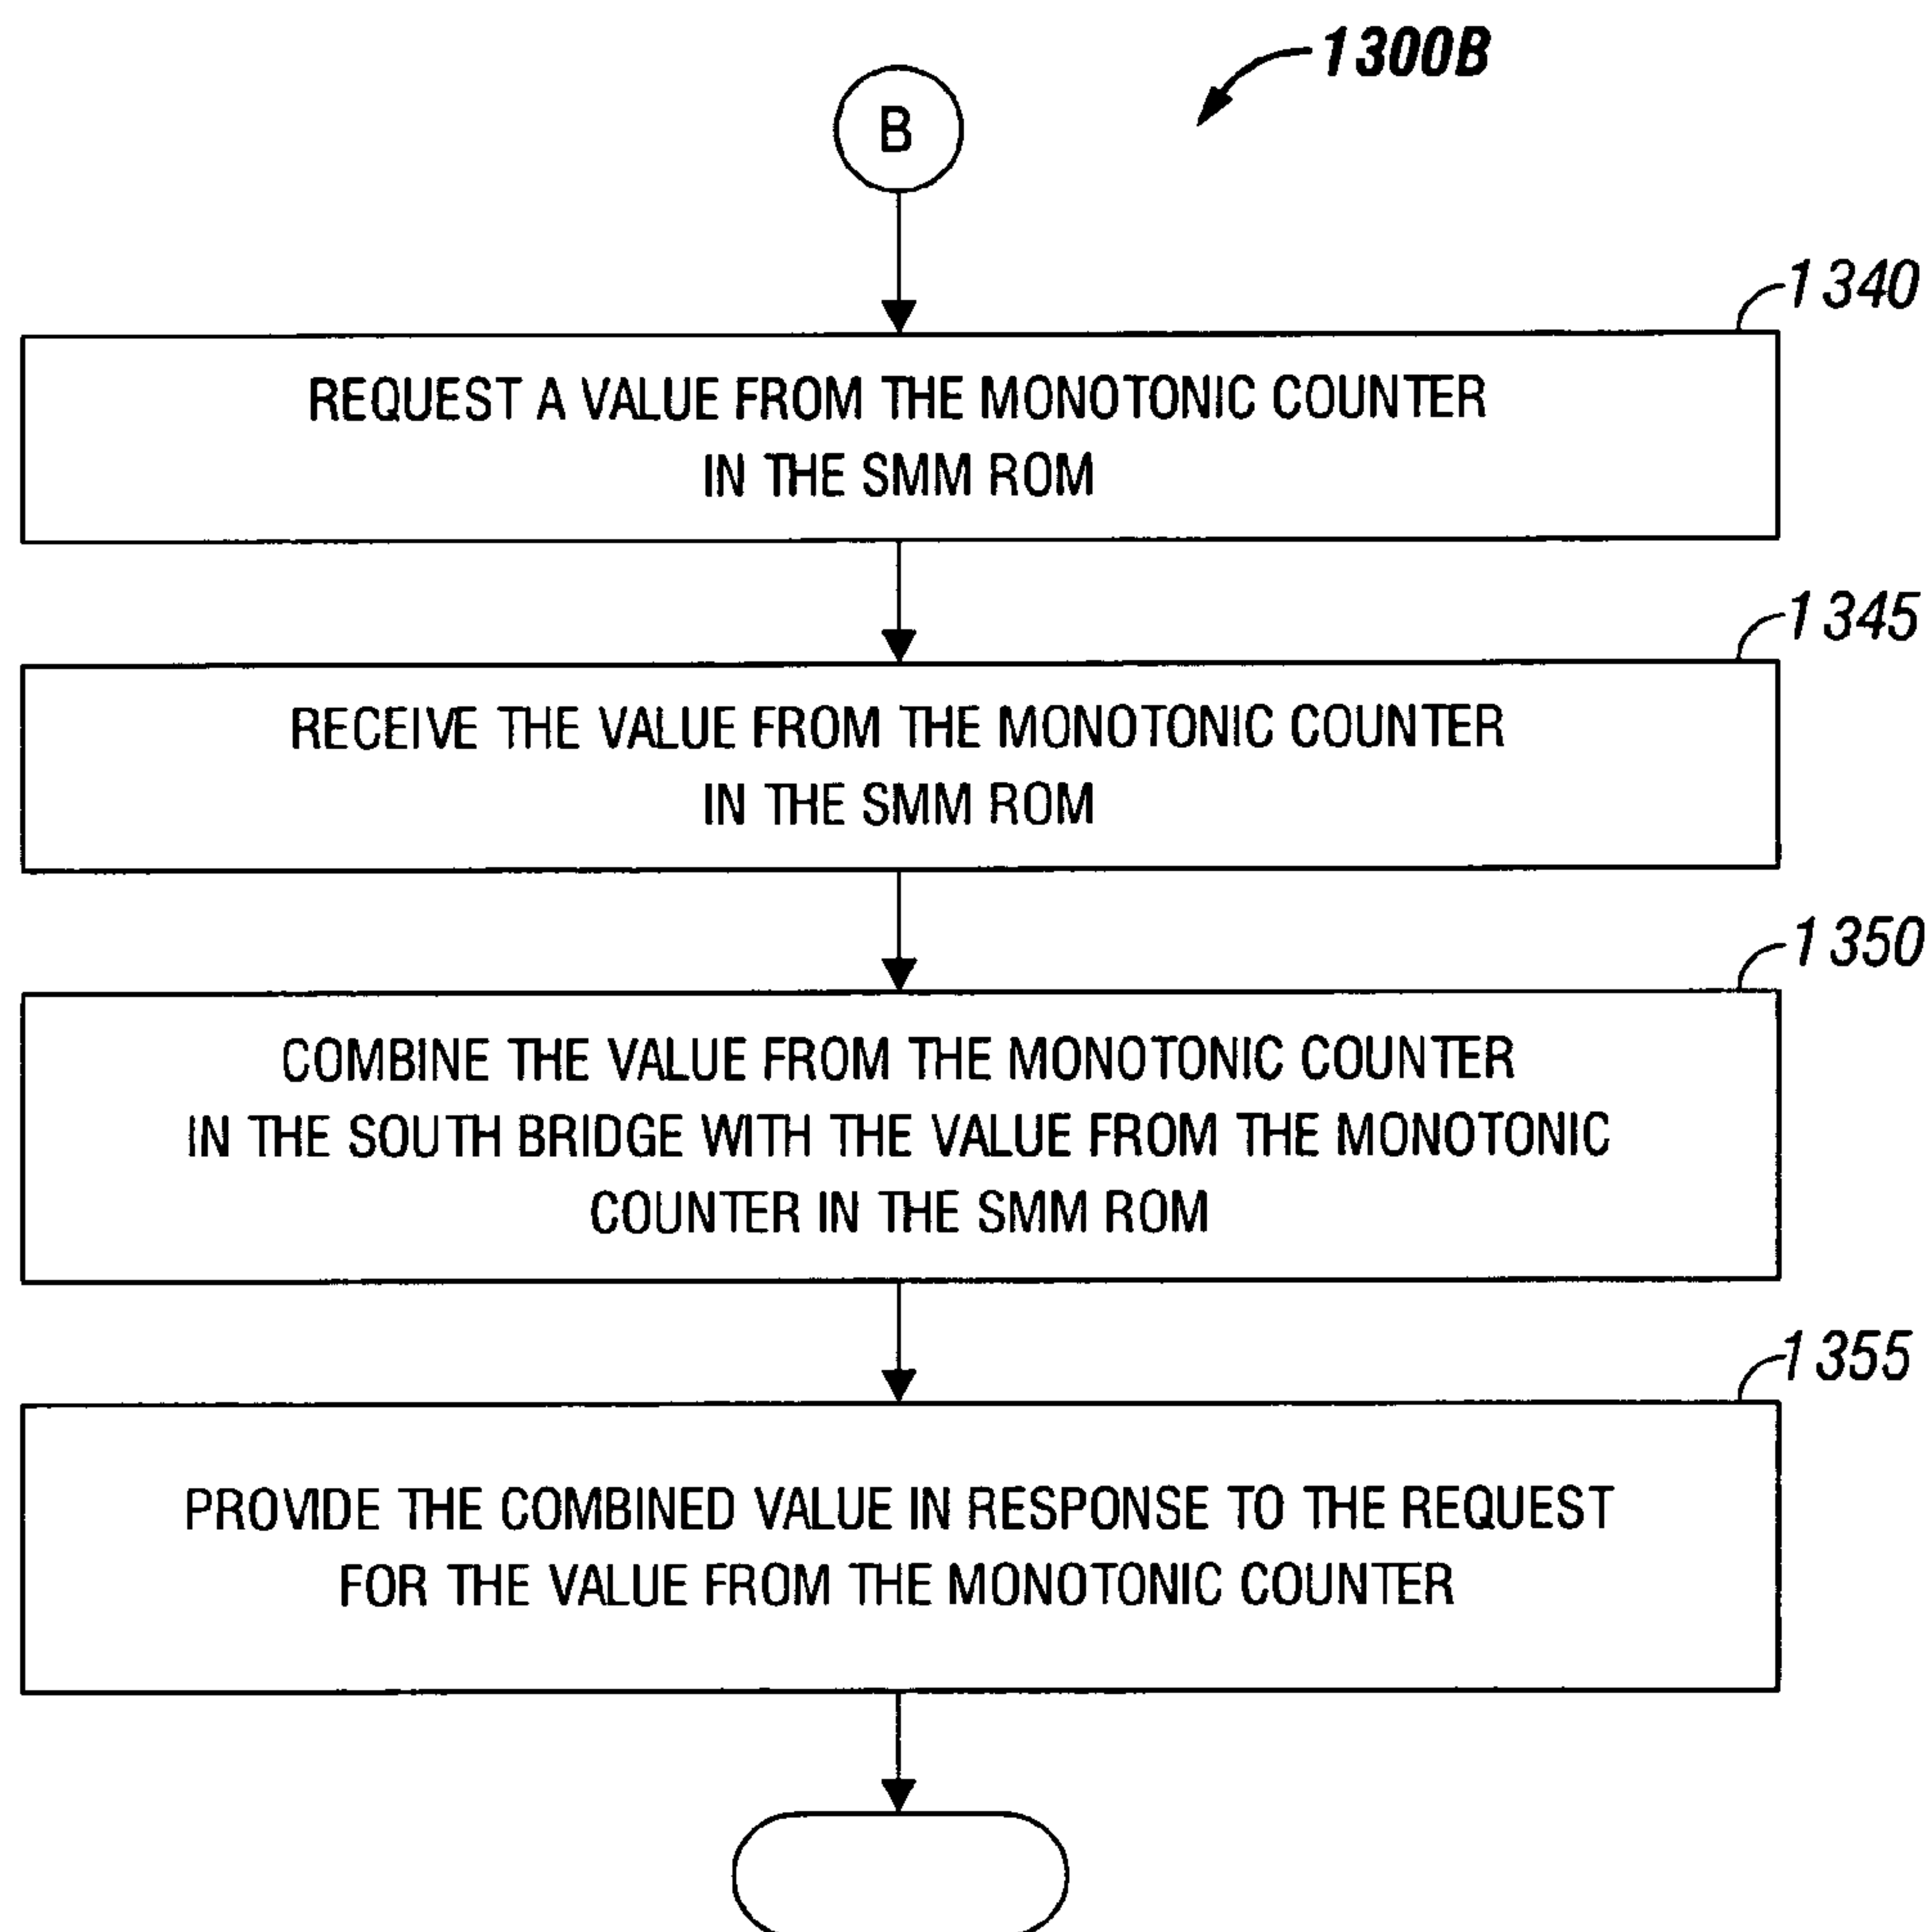 1300B
B
1340
REQUEST A VALUE FROM THE MONOTONIC COUNTER
IN THE SMM ROM
1345
RECEIVE THE VALUE FROM THE MONOTONIC COUNTER
IN THE SMM ROM
1350
COMBINE THE VALUE FROM THE MONOTONIC COUNTER
IN THE SOUTH BRIDGE WITH THE VALUE FROM THE MONOTONIC
COUNTER IN THE SMM ROM
1355
PROVIDE THE COMBINED VALUE IN RESPONSE TO THE REQUEST
FOR THE VALUE FROM THE MONOTONIC COUNTER